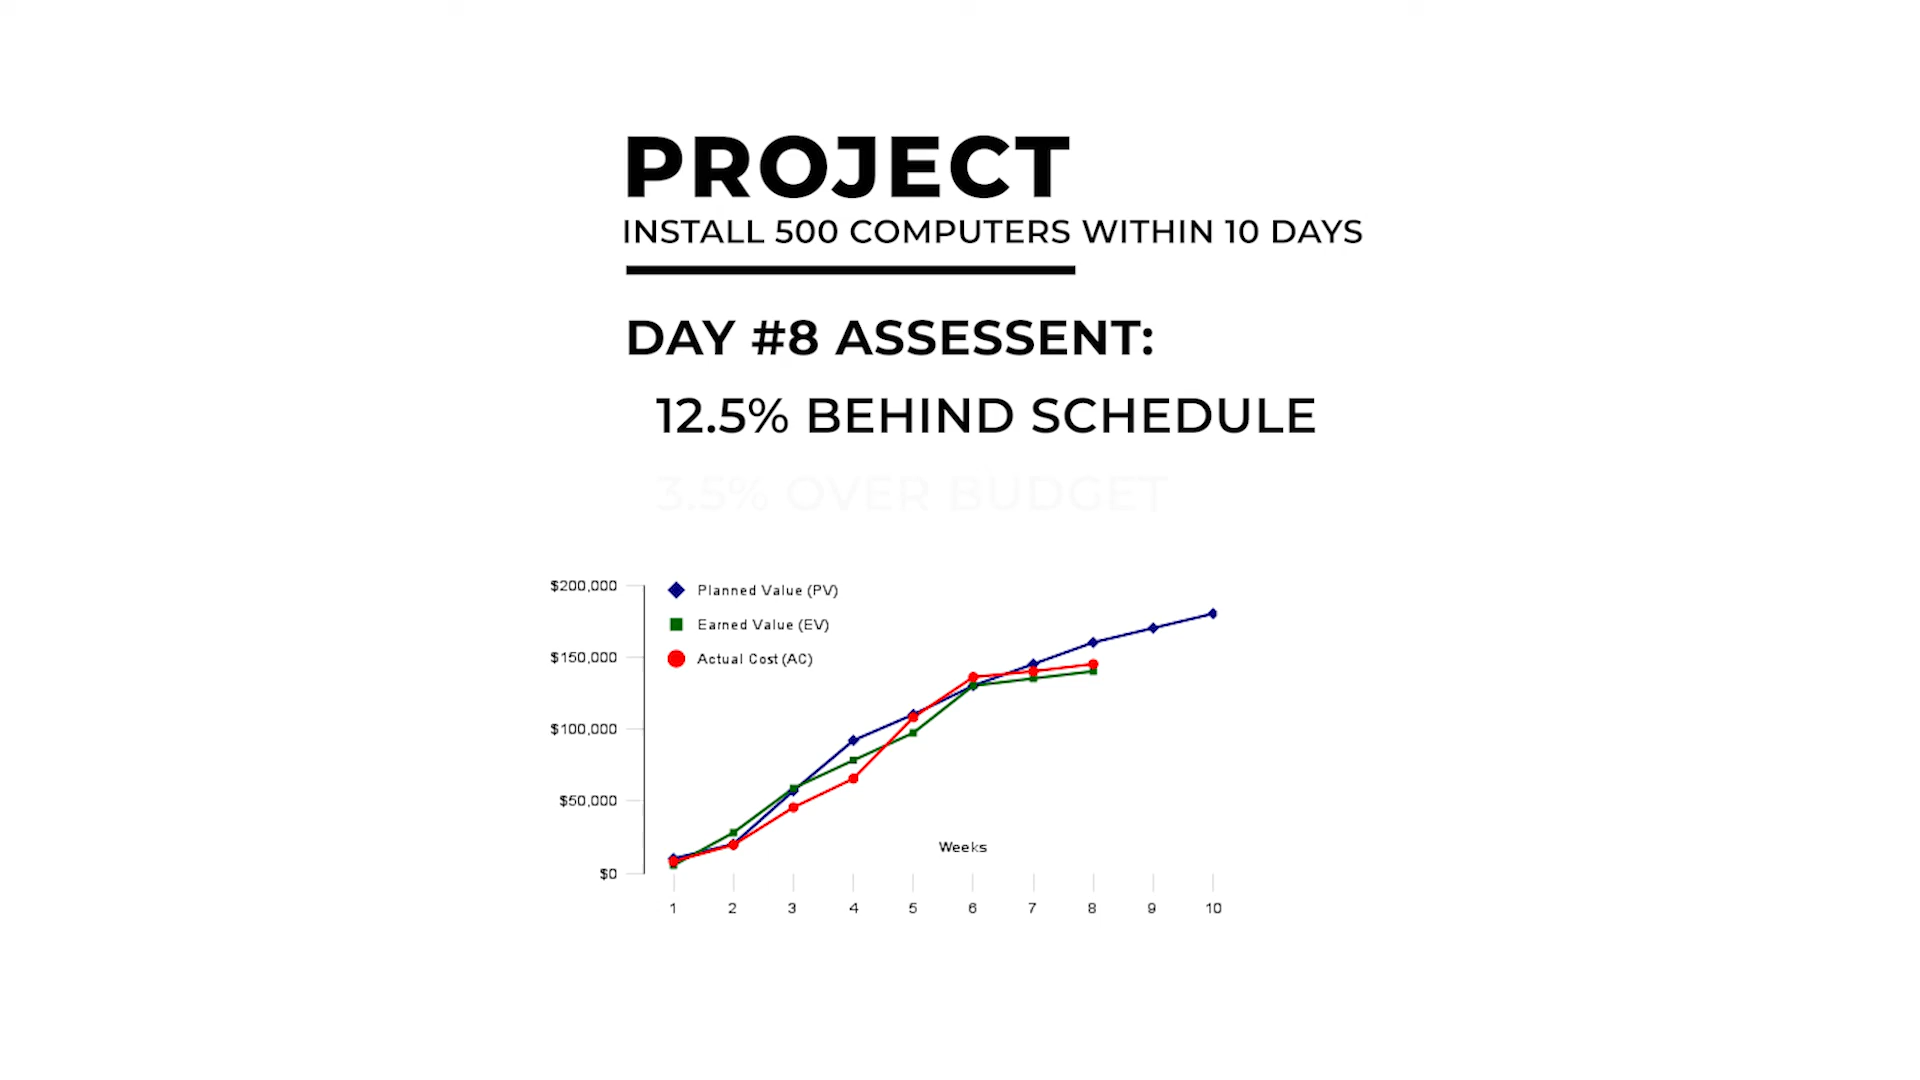 PROJECT
INSTALL 500 COMPUTERS WITHIN 10 DAYS
DAY #8 ASSESSENT:
12.5% BEHIND SCHEDULE
3.5% OVER BUDGET
$200,000
Planned Value (PV)
Earned Value (EV)
$150,000
Actual Cost (AC)
$100,000
$50,000
Weeks
$0
1 2 3 4 5 6 7 8 9 10